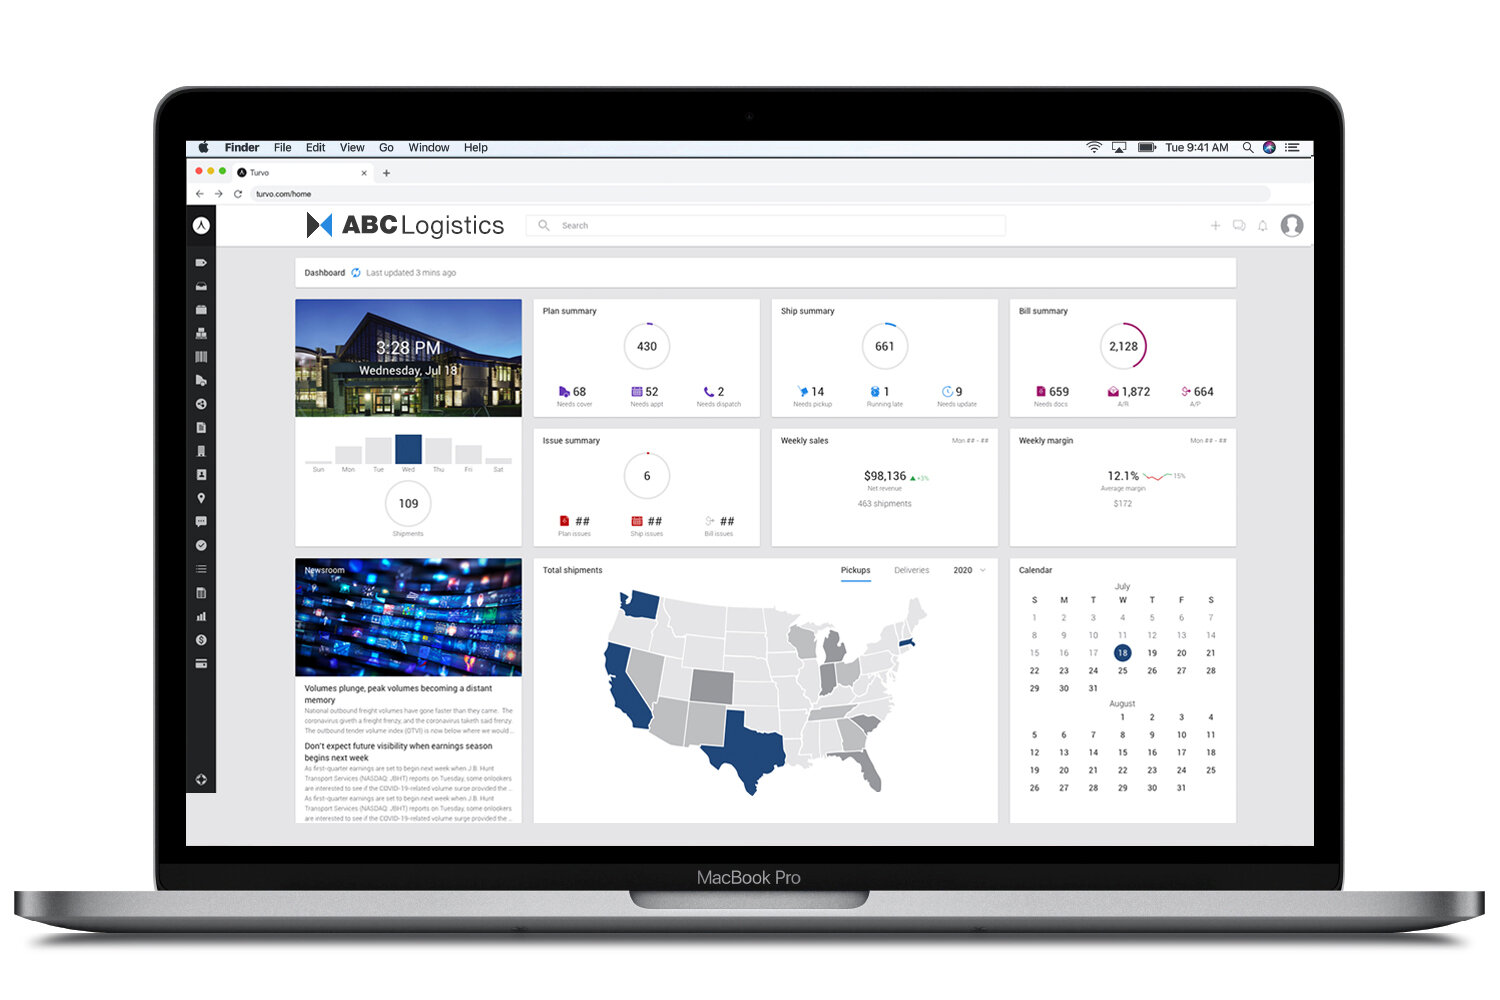 Finder File Edit View Go Window Help
Tue 9:41 AM
Turvo
turvo.com/home
ABC Logistics
Search
Dashboard Last updated 3 mins ago
3:28 PM
Wednesday, Jul 18
Sun Mon Tue Wed Thu Fri Sat
109
Shipments
Plan summary
430
68 52 2
Needs cover Needs appt Needs dispatch
Ship summary
661
14 1 9
Needs pickup Running late Needs update
Bill summary
2,128
659 1,872 664
Needs docs A/R A/P
Issue summary
6
## ## ##
Plan issues Ship issues Bill issues
Weekly sales Mon ## - ##
$98,136 +3%
Net revenue
463 shipments
Weekly margin Mon ## - ##
12.1% 15%
Average margin
$172
Newsroom
Volumes plunge, peak volumes becoming a distant
memory
National outbound freight volumes have gone faster than they came. The
coronavirus giveth a freight frenzy, and the coronavirus taketh said frenzy.
The outbound tender volume index (OTVI) is now below where we would ...
Don't expect future visibility when earnings season
begins next week
As first-quarter earnings are set to begin next week when J.B. Hunt
Transport Services (NASDAQ: JBHT) reports on Tuesday, some onlookers
are interested to see if the COVID-19-related volume surge provided the ...
As first-quarter earnings are set to begin next week when J.B. Hunt
Transport Services (NASDAQ: JBHT) reports on Tuesday, some onlookers
are interested to see if the COVID-19-related volume surge provided the ...
Total shipments Pickups Deliveries 2020
Calendar
July
S M T W T F S
1 2 3 4 5 6 7
8 9 10 11 12 13 14
15 16 17 18 19 20 21
22 23 24 25 26 27 28
29 30 31
August
1 2 3 4
5 6 7 8 9 10 11
12 13 14 15 16 17 18
19 20 21 22 23 24 25
26 27 28 29 30 31
MacBook Pro